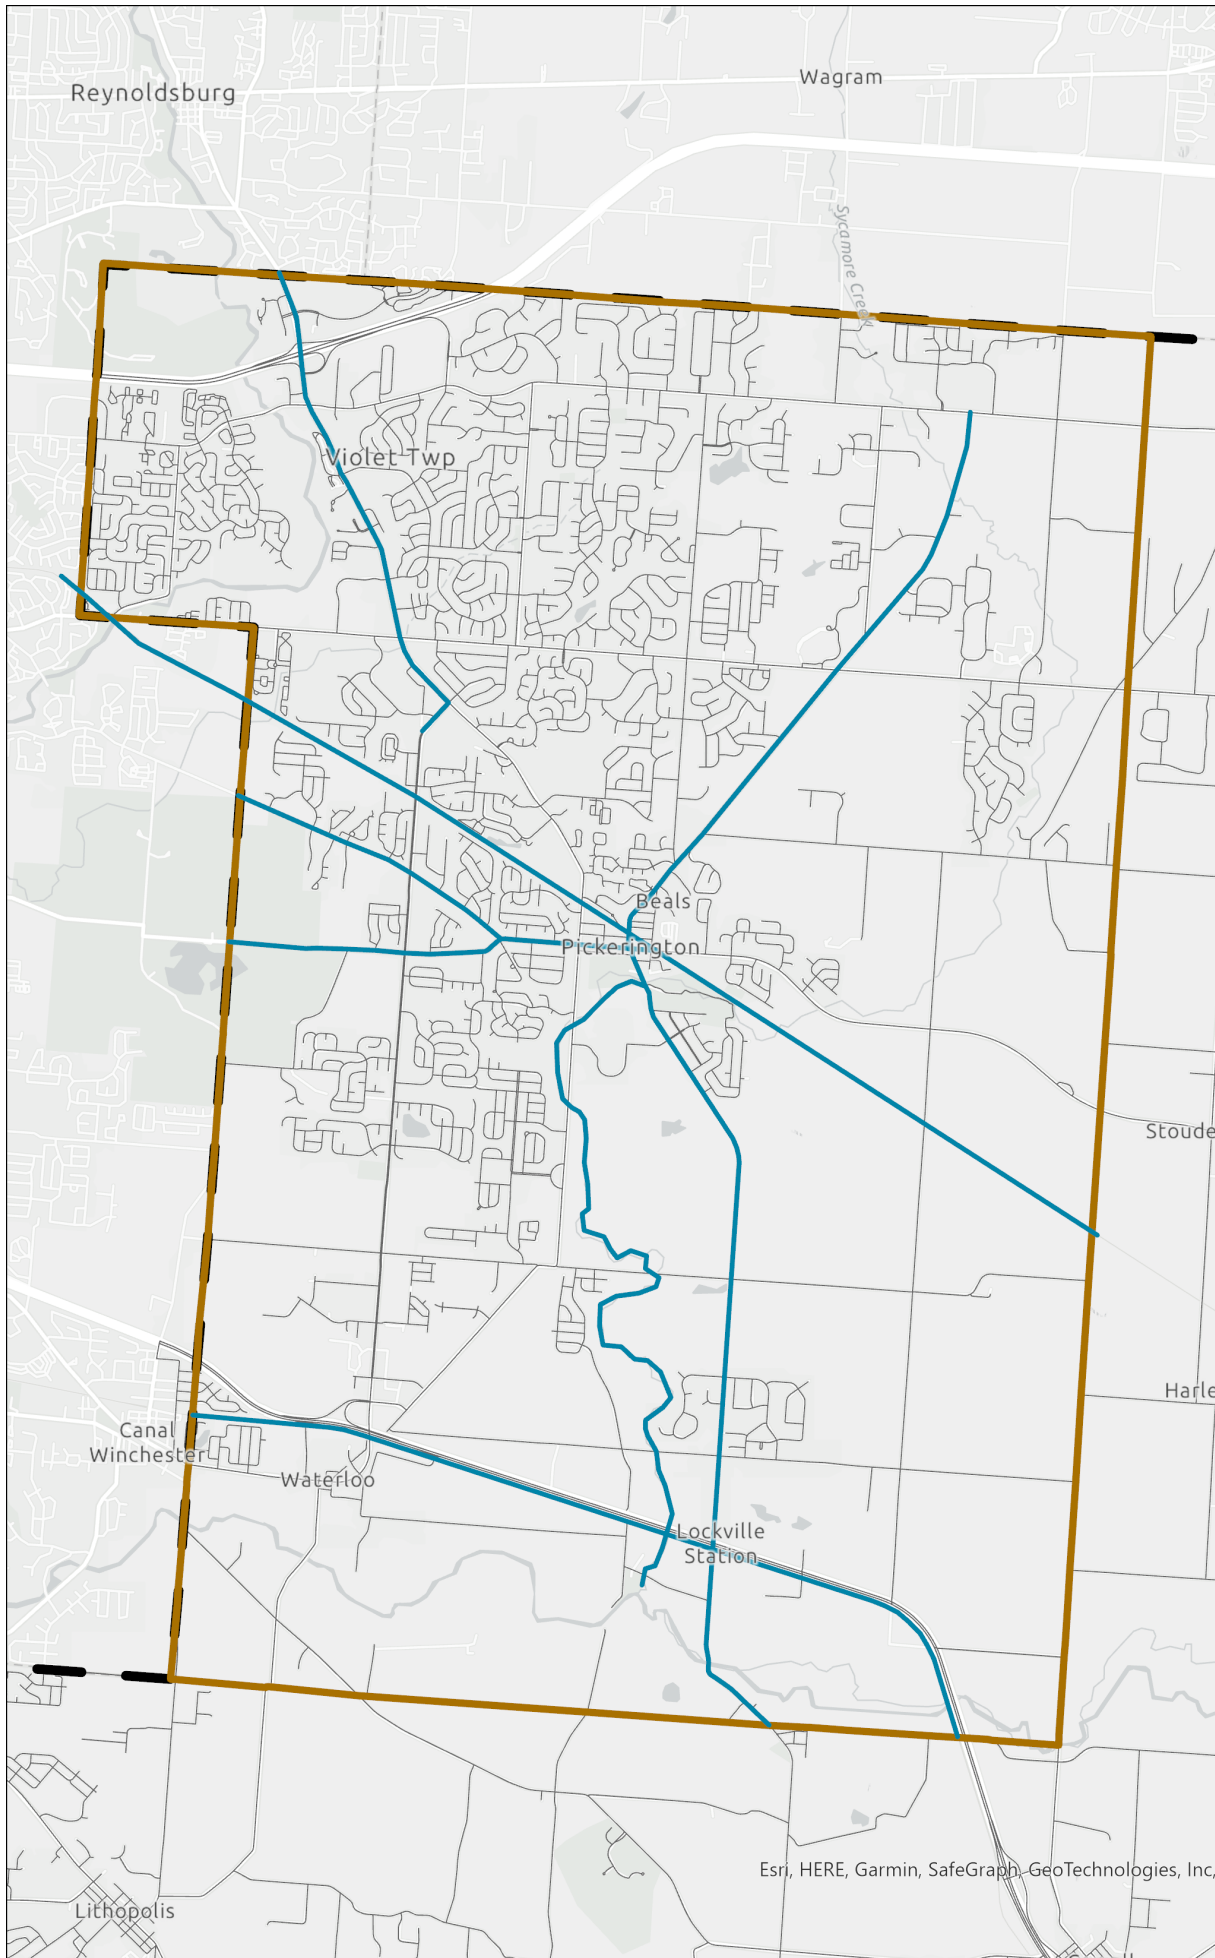 Wagram
Reynoldsburg
Sycamore Creek
Violet Twp
Beals
Pickerington
Stoude
Harle
Canal
Winchester
Waterloo
Lockville
Station
Esri, HERE, Garmin, SafeGraph, GeoTechnologies, Inc,
Lithopolis